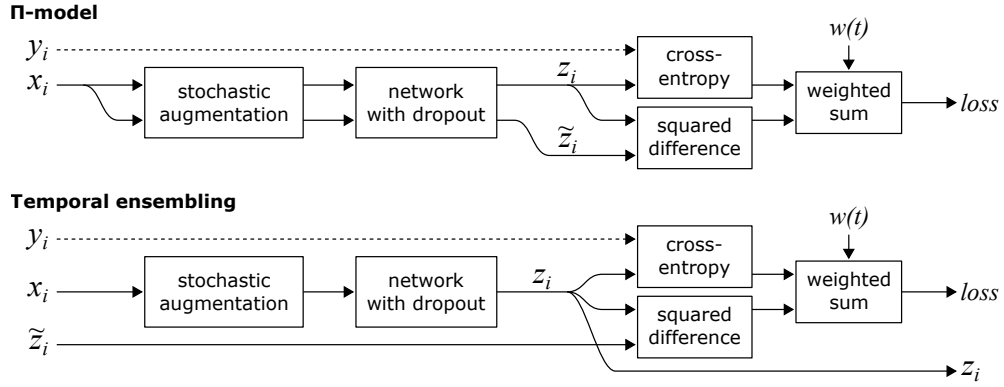 Π-model
y_i
x_i
stochastic augmentation
network with dropout
z_i
z̃_i
cross-entropy
squared difference
w(t)
weighted sum
loss
Temporal ensembling
y_i
x_i
z̃_i
stochastic augmentation
network with dropout
z_i
cross-entropy
squared difference
w(t)
weighted sum
loss
z_i